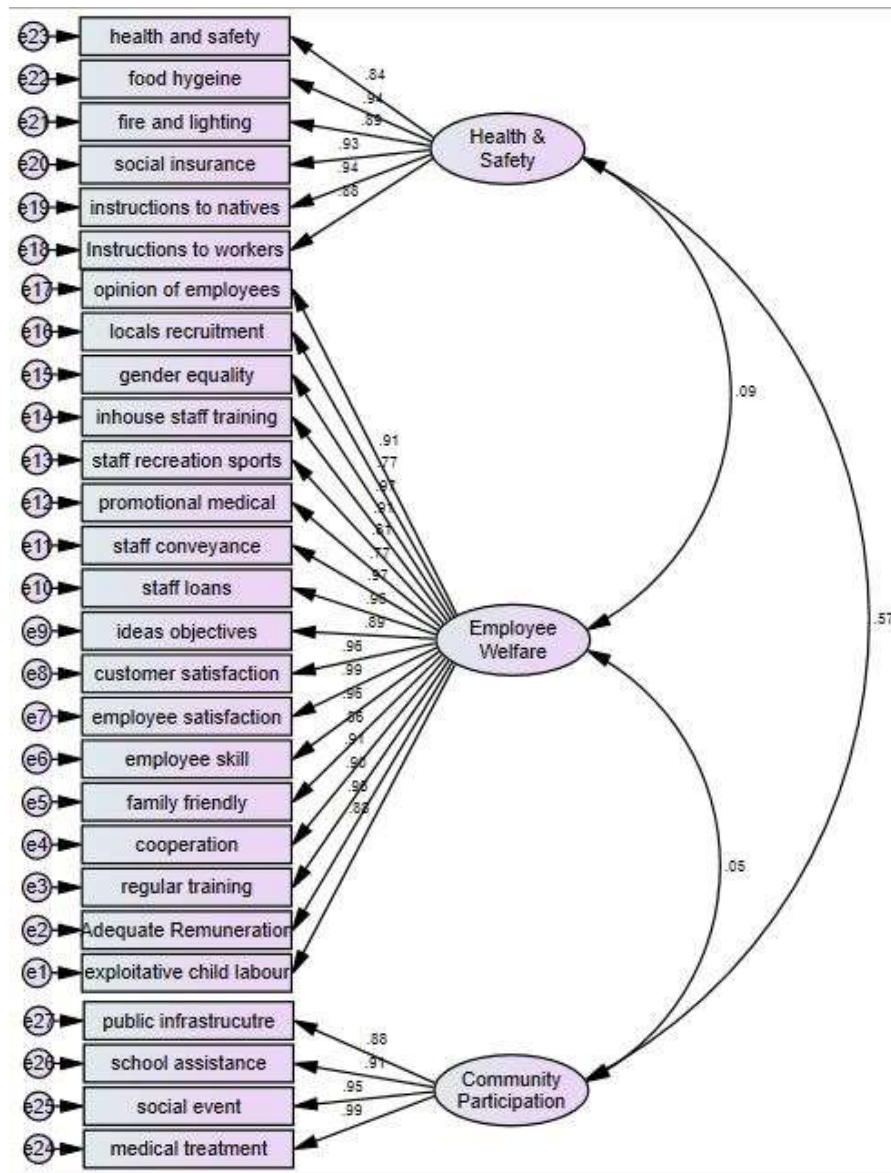 e23 health and safety
e22 food hygeine
e21 fire and lighting
e20 social insurance
e19 instructions to natives
e18 Instructions to workers
.84
.94
.89
.93
.94
.88
Health &
Safety
e17 opinion of employees
e16 locals recruitment
e15 gender equality
e14 inhouse staff training
e13 staff recreation sports
e12 promotional medical
e11 staff conveyance
e10 staff loans
e9 ideas objectives
e8 customer satisfaction
e7 employee satisfaction
e6 employee skill
e5 family friendly
e4 cooperation
e3 regular training
e2 Adequate Remuneration
e1 exploitative child labour
.91
.77
.91
.77
.97
.89
.96
.99
.91
.88
Employee
Welfare
.09
.57
.05
e27 public infrastrucutre
e26 school assistance
e25 social event
e24 medical treatment
.88
.91
.95
.99
Community
Participation